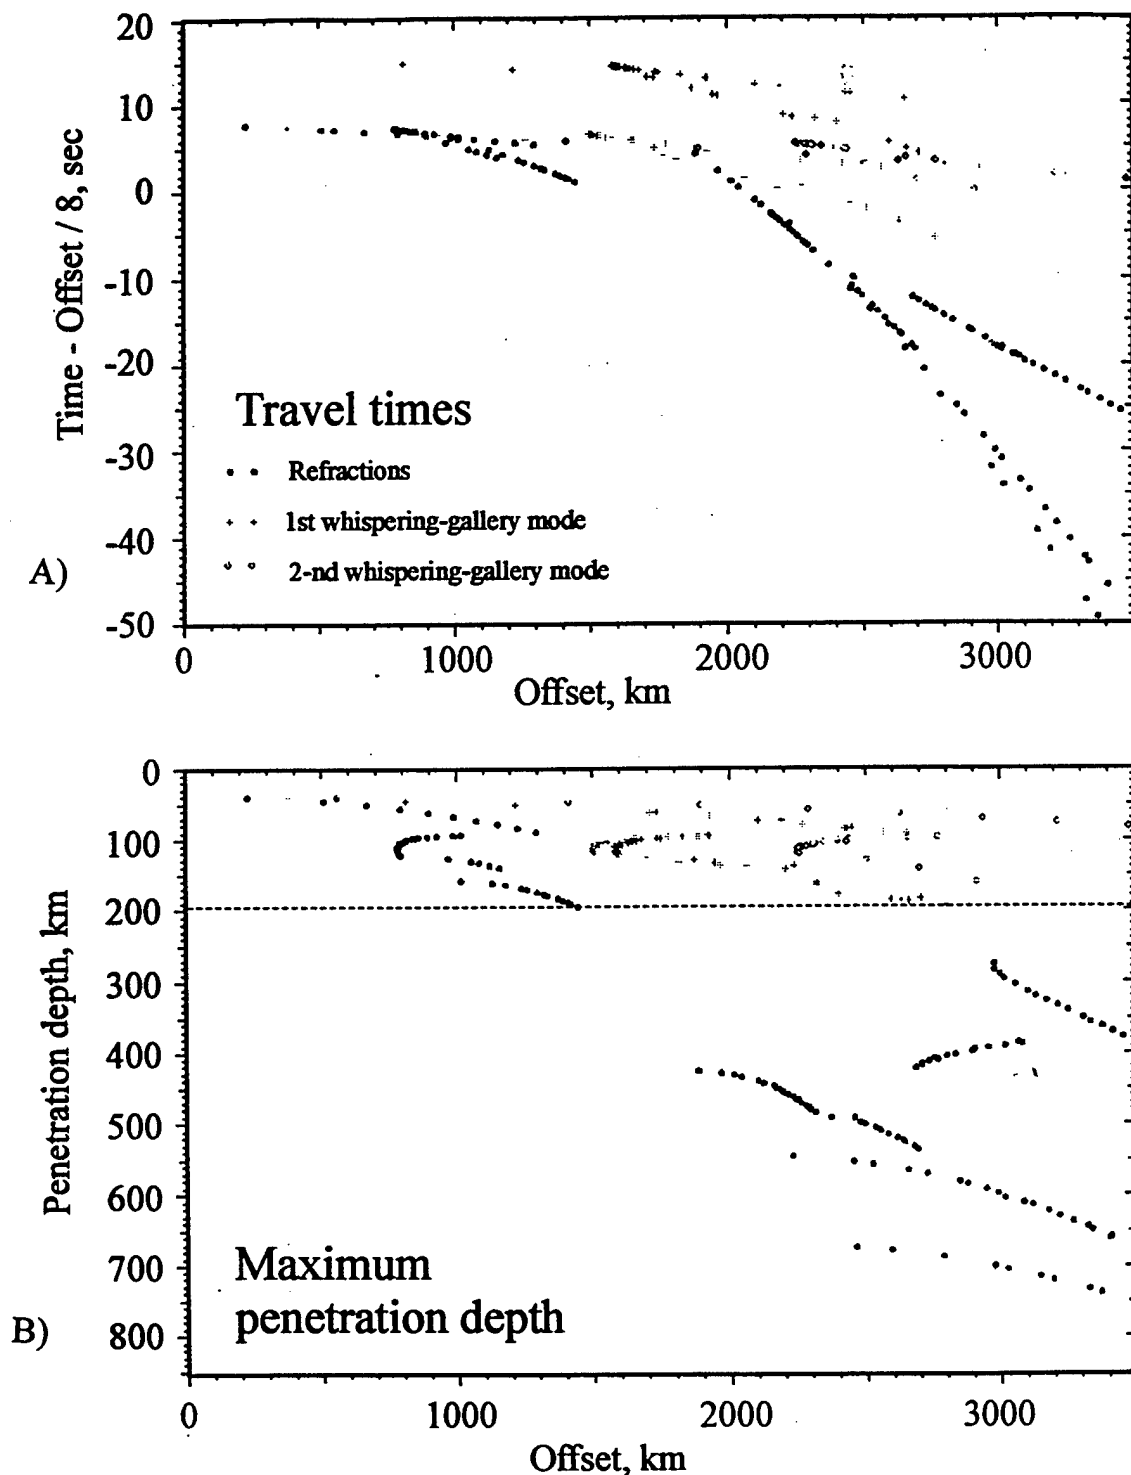 20
10
0
-10
-20
-30
-40
-50
Time - Offset / 8, sec
Travel times
Refractions
1st whispering-gallery mode
2-nd whispering-gallery mode
A)
0 1000 2000 3000
Offset, km
0
100
200
300
400
500
600
700
800
Penetration depth, km
Maximum
penetration depth
B)
0 1000 2000 3000
Offset, km